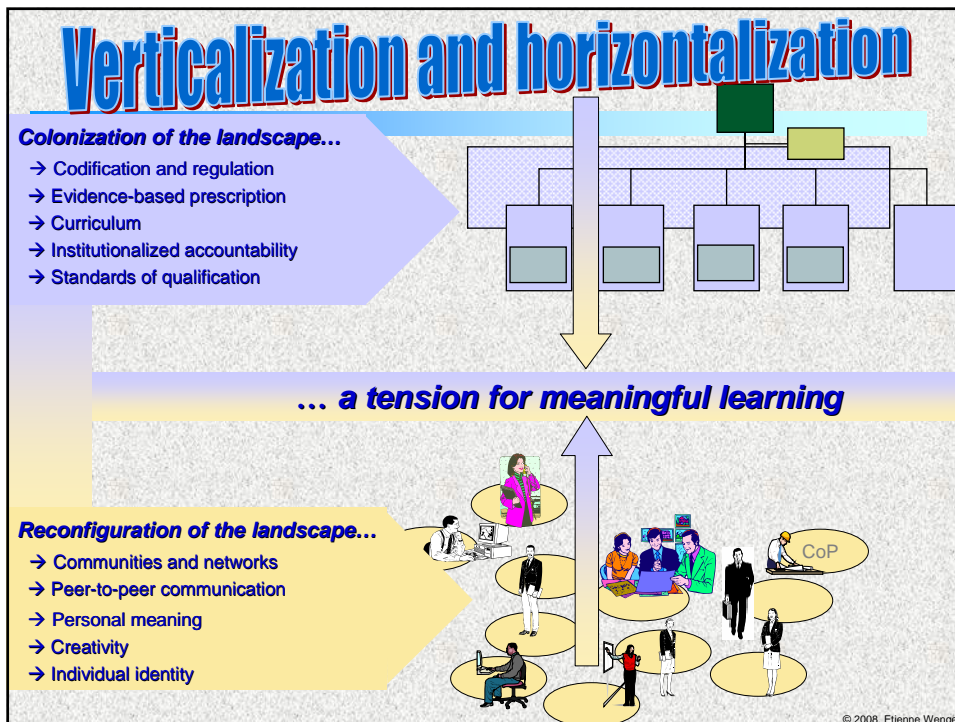 Verticalization and horizontalization
Colonization of the landscape…
→ Codification and regulation
→ Evidence-based prescription
→ Curriculum
→ Institutionalized accountability
→ Standards of qualification
… a tension for meaningful learning
Reconfiguration of the landscape…
→ Communities and networks
→ Peer-to-peer communication
→ Personal meaning
→ Creativity
→ Individual identity
CoP
© 2008 Etienne Wenge